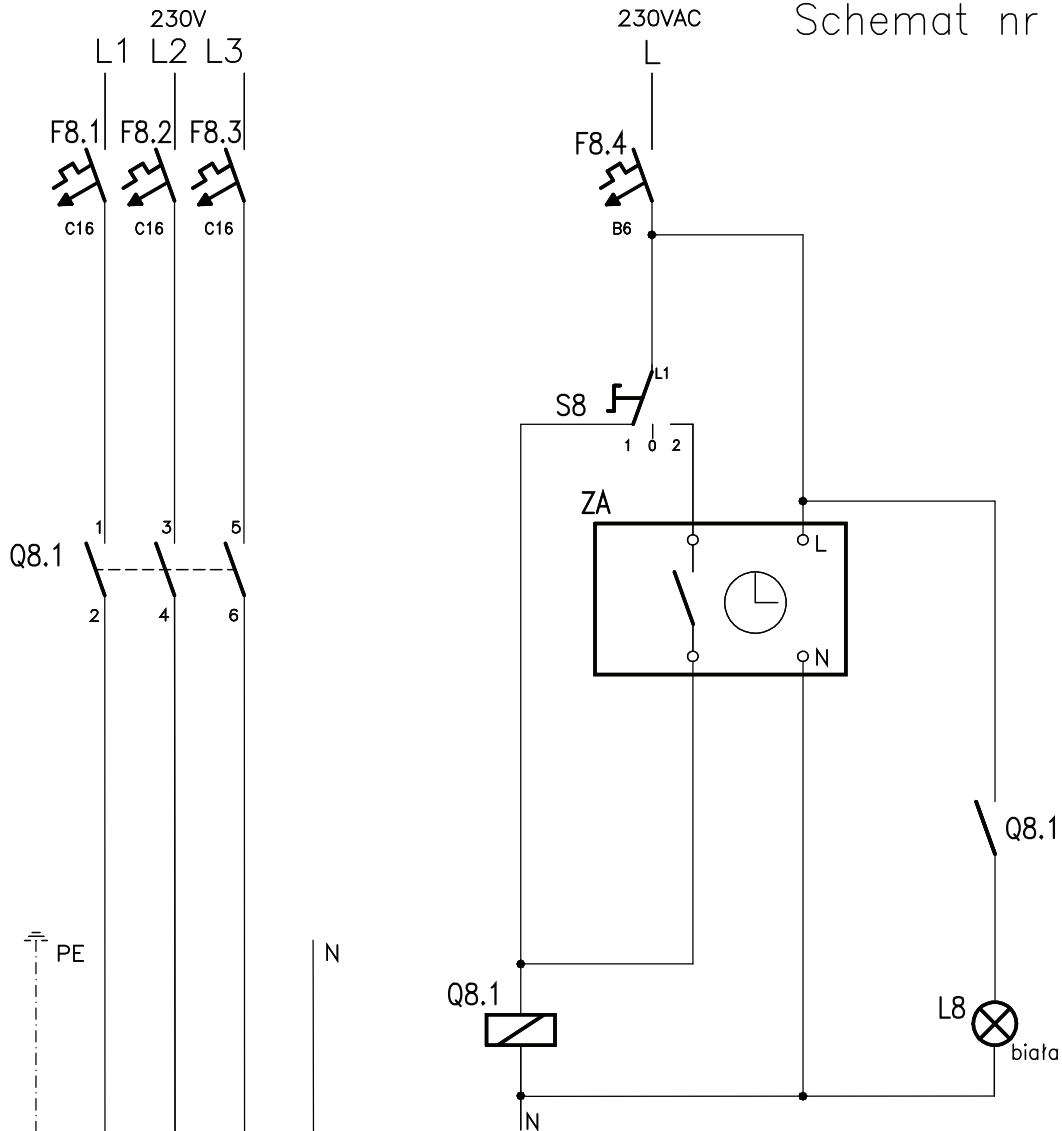 Schemat nr
230V
L1 L2 L3
F8.1 F8.2 F8.3
C16 C16 C16
1 3 5
Q8.1
2 4 6
PE
N
230VAC
L
F8.4
B6
L1
S8
1 0 2
ZA
L
N
Q8.1
Q8.1
L8
biała
N